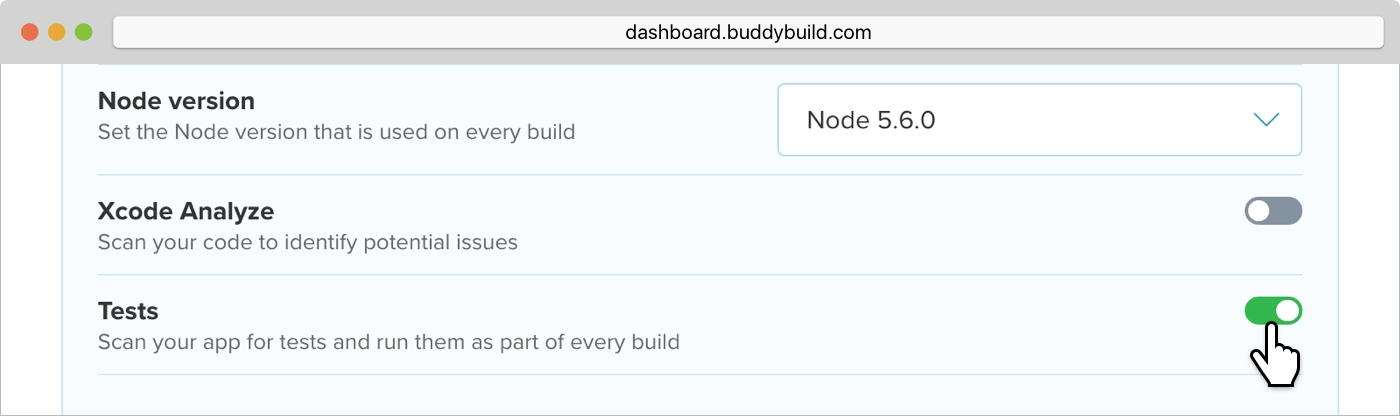 dashboard.buddybuild.com
Node version
Set the Node version that is used on every build
Node 5.6.0
Xcode Analyze
Scan your code to identify potential issues
Tests
Scan your app for tests and run them as part of every build